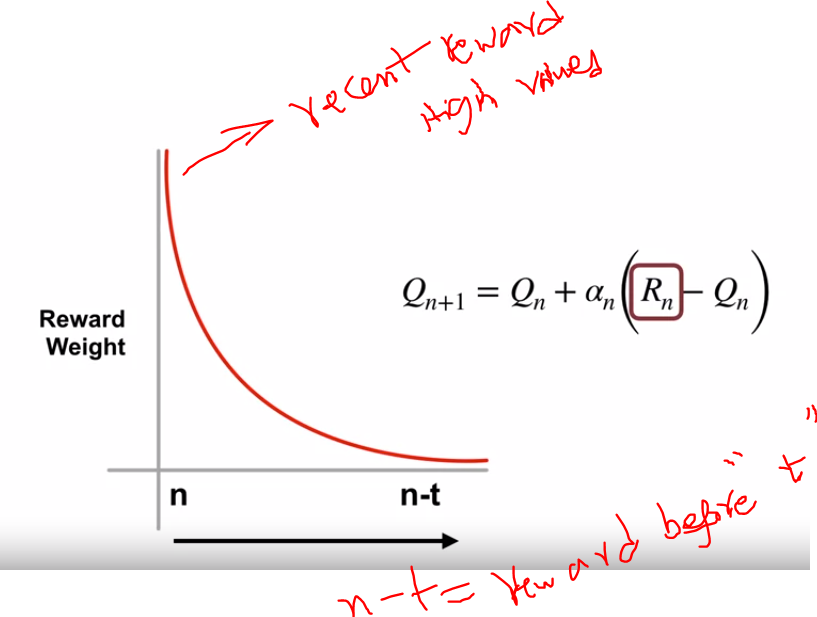 recent reward
High values
Q_{n+1} = Q_n + α_n ( R_n − Q_n )
Reward
Weight
n
n-t
n-t = reward before "t"